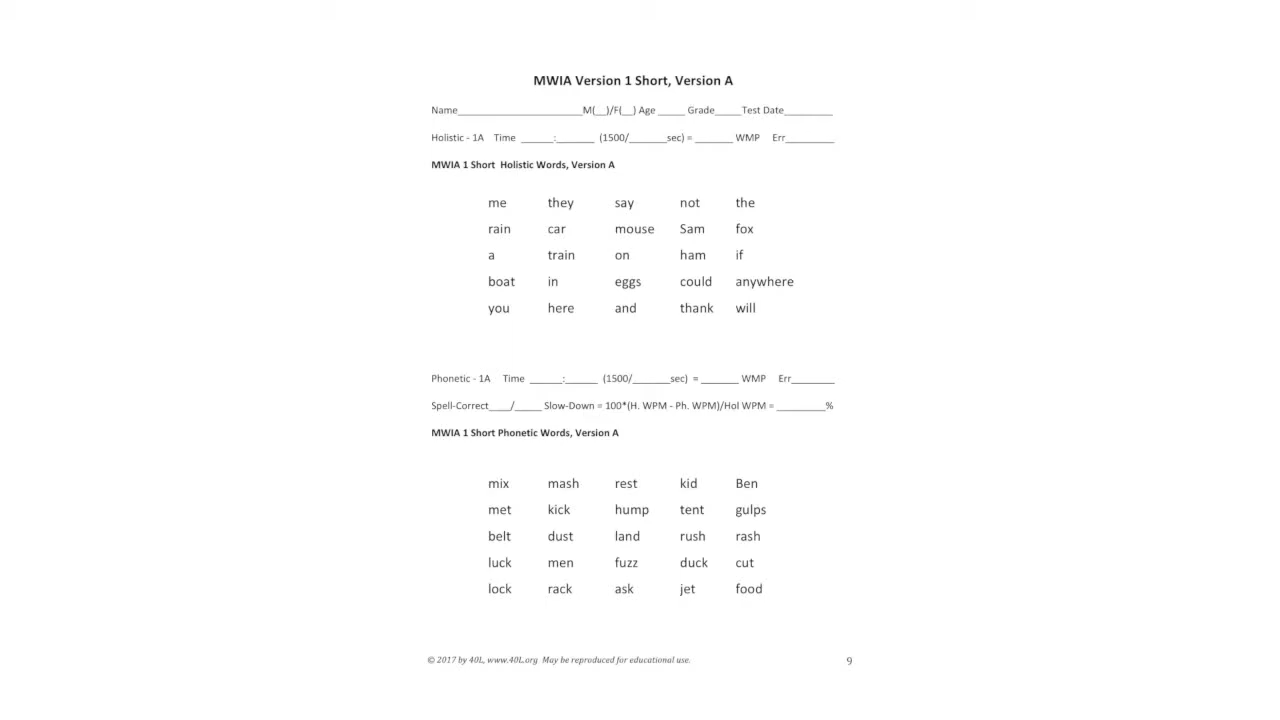 MWIA Version 1 Short, Version A
Name_______________________M(__)/F(__) Age _____ Grade_____Test Date_________
Holistic - 1A Time ______:_______ (1500/_______sec) = _______ WMP Err_________
MWIA 1 Short Holistic Words, Version A
me they say not the
rain car mouse Sam fox
a train on ham if
boat in eggs could anywhere
you here and thank will
Phonetic - 1A Time ______:______ (1500/_______sec) = _______ WMP Err________
Spell-Correct____/_____ Slow-Down = 100*(H. WPM - Ph. WPM)/Hol WPM = _________%
MWIA 1 Short Phonetic Words, Version A
mix mash rest kid Ben
met kick hump tent gulps
belt dust land rush rash
luck men fuzz duck cut
lock rack ask jet food
© 2017 by 40L, www.40L.org May be reproduced for educational use. 9